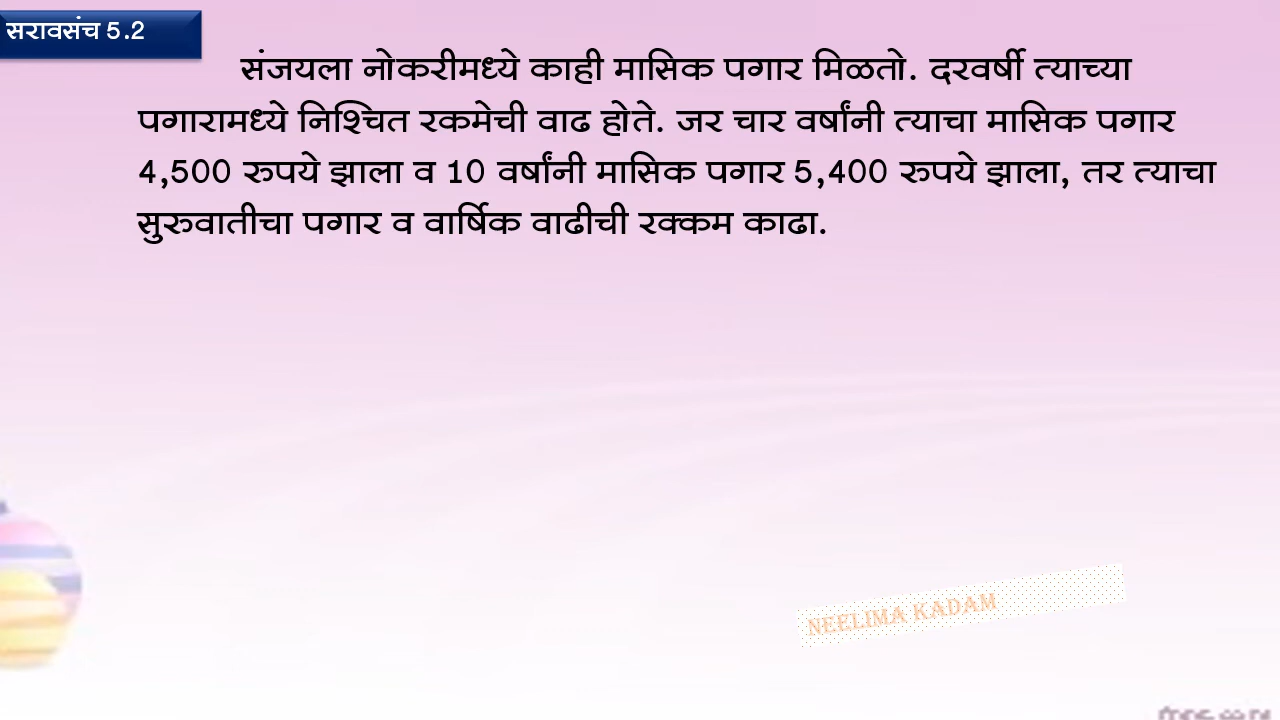 सरावसंच 5.2
संजयला नोकरीमध्ये काही मासिक पगार मिळतो. दरवर्षी त्याच्या
पगारामध्ये निश्चित रकमेची वाढ होते. जर चार वर्षांनी त्याचा मासिक पगार
4,500 रुपये झाला व 10 वर्षांनी मासिक पगार 5,400 रुपये झाला, तर त्याचा
सुरुवातीचा पगार व वार्षिक वाढीची रक्कम काढा.
NEELIMA KADAM